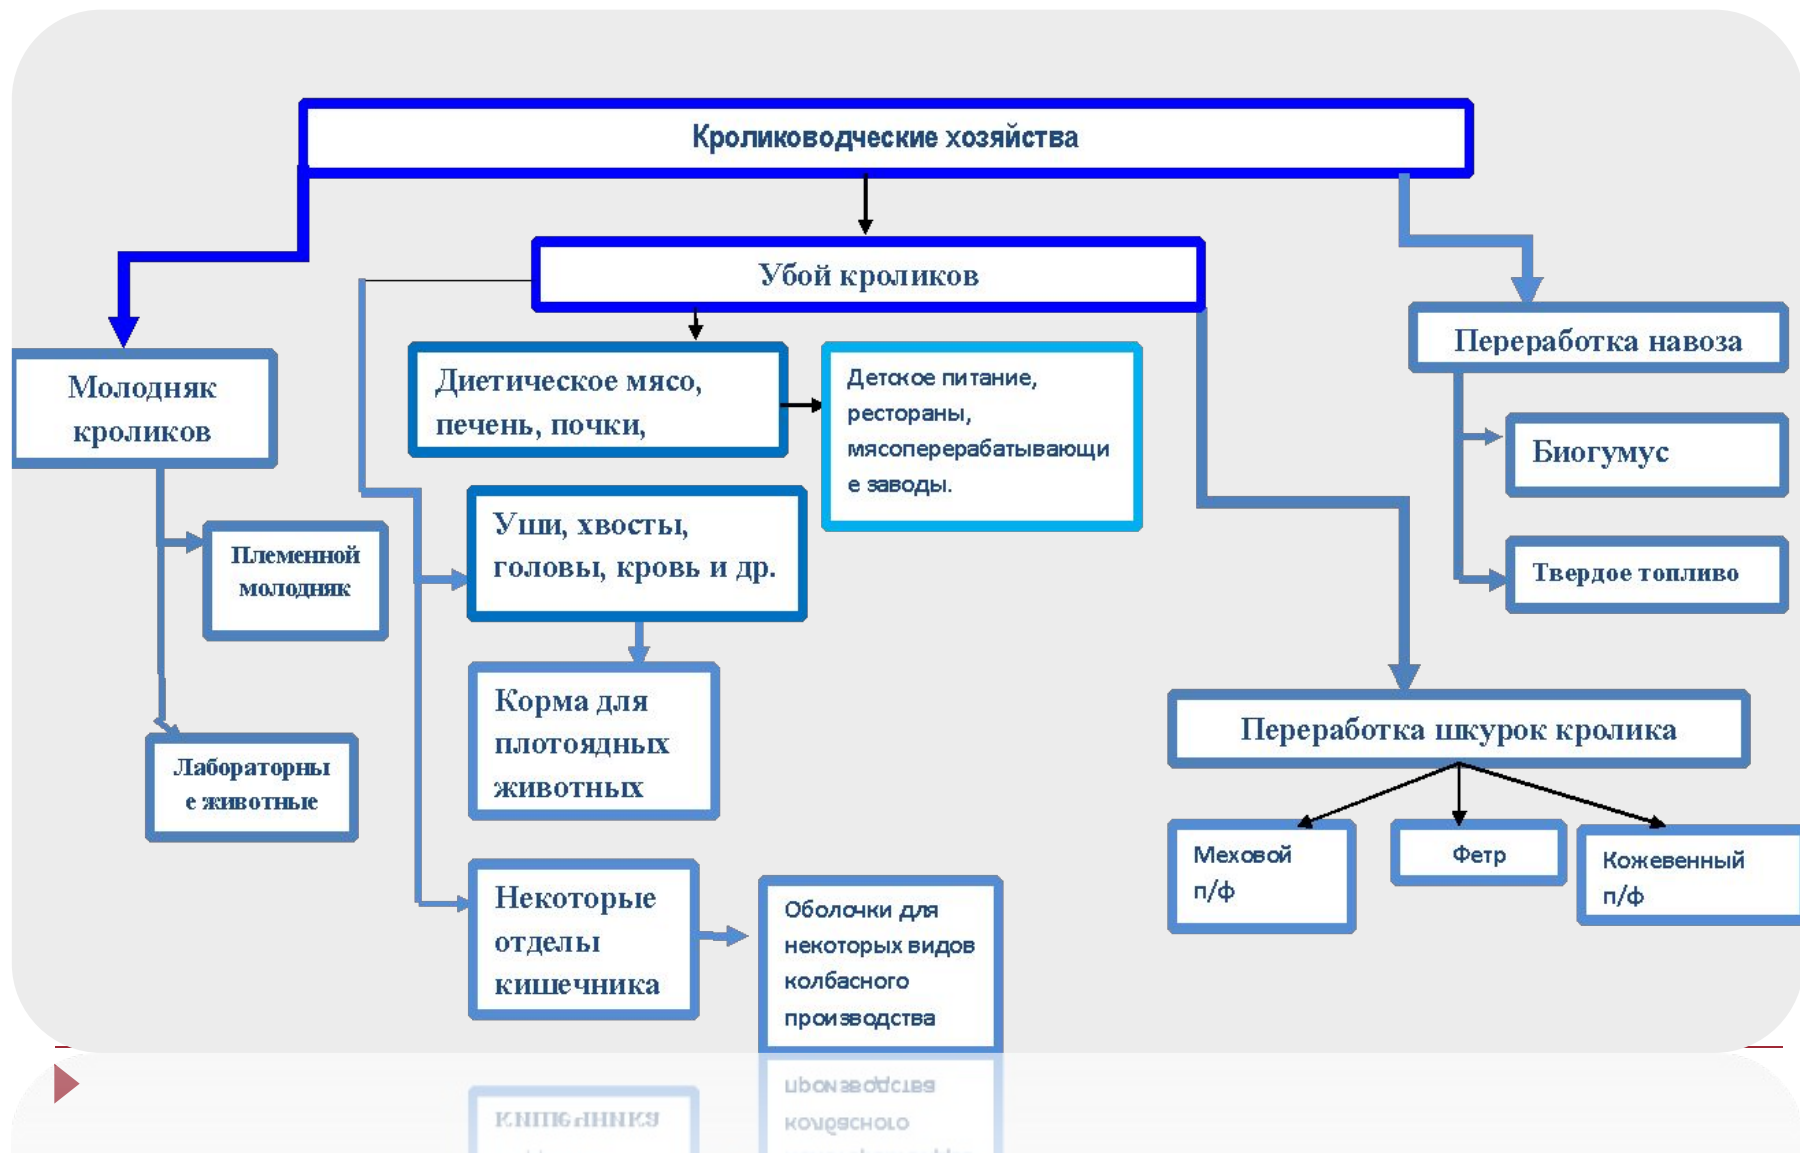 Кролиководческие хозяйства
Убой кроликов
Переработка навоза
Молодняк
кроликов
Диетическое мясо,
печень, почки,
Детское питание,
рестораны,
мясоперерабатывающи
е заводы.
Биогумус
Уши, хвосты,
головы, кровь и др.
Племенной
молодняк
Твердое топливо
Корма для
плотоядных
животных
Переработка шкурок кролика
Лабораторны
е животные
Меховой
п/ф
Фетр
Кожевенный
п/ф
Некоторые
отделы
кишечника
Оболочки для
некоторых видов
колбасного
производства